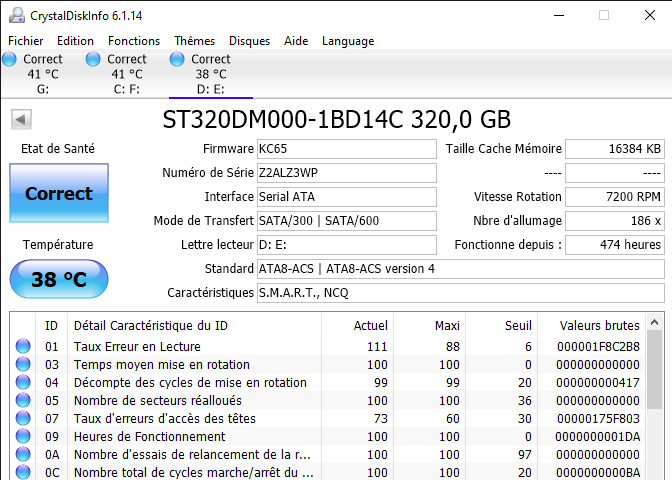 CrystalDiskInfo 6.1.14
Fichier Edition Fonctions Thèmes Disques Aide Language
Correct Correct Correct
41 °C 41 °C 38 °C
G: C: F: D: E:
ST320DM000-1BD14C 320,0 GB
Etat de Santé
Correct
Température
38 °C
Firmware KC65 Taille Cache Mémoire 16384 KB
Numéro de Série Z2ALZ3WP ---- ----
Interface Serial ATA Vitesse Rotation 7200 RPM
Mode de Transfert SATA/300 | SATA/600 Nbre d'allumage 186 x
Lettre lecteur D: E: Fonctionne depuis : 474 heures
Standard ATA8-ACS | ATA8-ACS version 4
Caractéristiques S.M.A.R.T., NCQ
ID Détail Caractéristique du ID Actuel Maxi Seuil Valeurs brutes
01 Taux Erreur en Lecture 111 88 6 000001F8C2B8
03 Temps moyen mise en rotation 100 100 0 000000000000
04 Décompte des cycles de mise en rotation 99 99 20 000000000417
05 Nombre de secteurs réalloués 100 100 36 000000000000
07 Taux d'erreurs d'accès des têtes 73 60 30 00000175F803
09 Heures de Fonctionnement 100 100 0 0000000001DA
0A Nombre d'essais de relancement de la r... 100 100 97 000000000000
0C Nombre total de cycles marche/arrêt du ... 100 100 20 0000000000BA